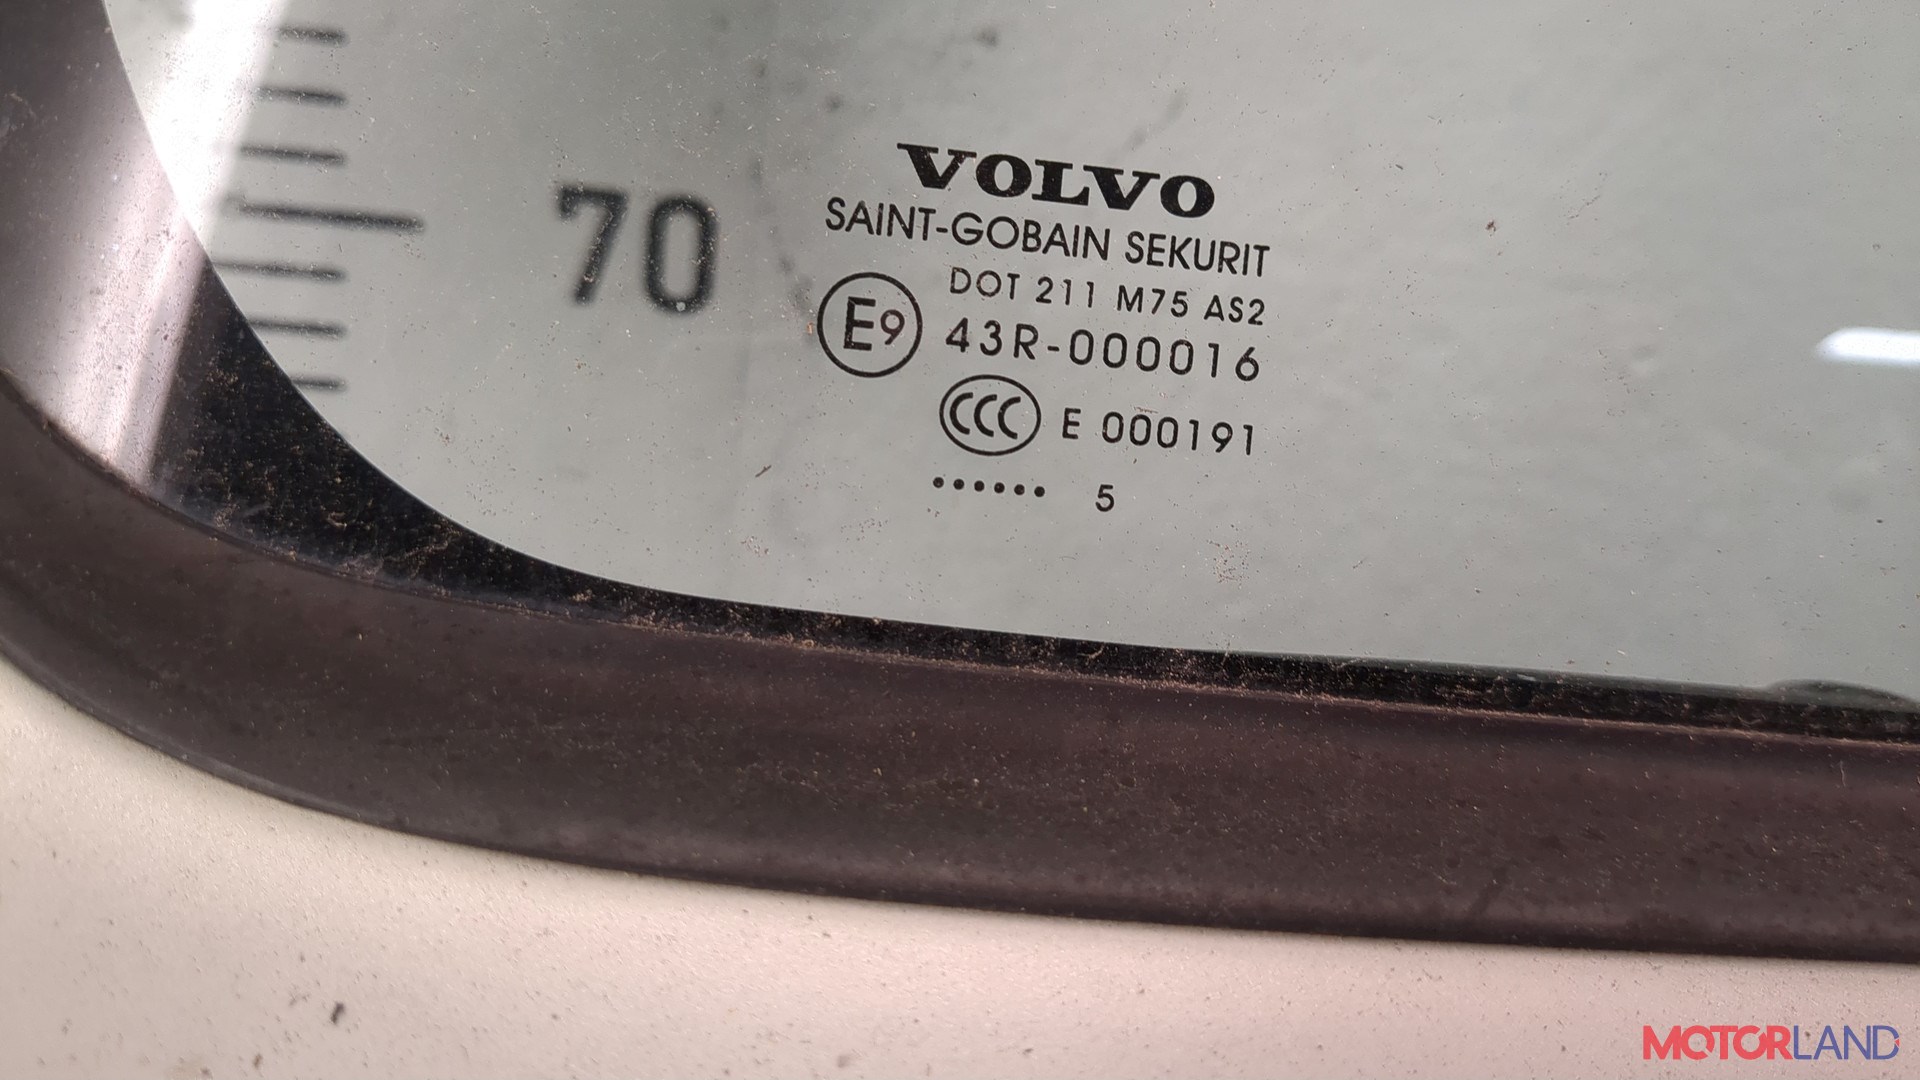 70
VOLVO
SAINT-GOBAIN SEKURIT
DOT 211 M75 AS2
E9 43R-000016
CCC E 000191
...... 5
MOTORLAND